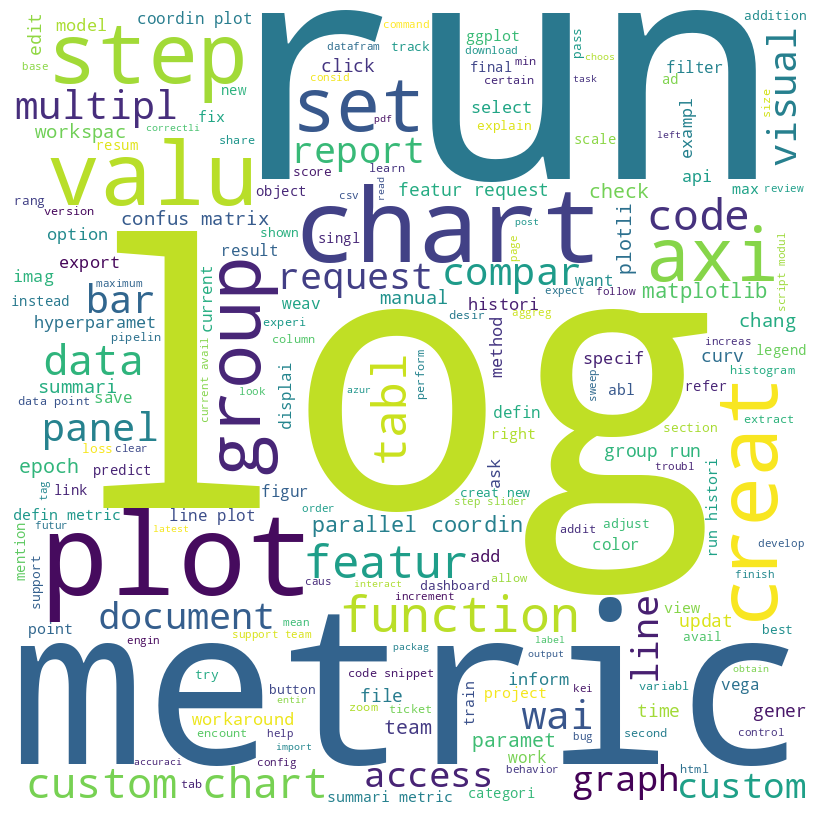 run
log
metric
plot
chart
step
valu
set
axi
creat
group
custom chart
custom
function
featur
document
data
panel
multipl
code
request
compar
report
visual
bar
tabl
line
access
graph
wai
coordin plot
model
edit
base
new
workspac
correctli
resum
fix
share
rang
version
object
score
learn
read
pdf
csv
datafram
track
click
command
ggplot
download
final
min
certain
choos
task
pass
select
explain
scale
left
filter
ad
addition
size
exampl
api
max
review
check
featur request
confus matrix
option
export
result
shown
singl
post
page
plotli
want
expect
follow
matplotlib
script modul
increas
chang
legend
histogram
extract
imag
instead
maximum
hyperparamet
pipelin
current
weav
experi
column
manual
histori
desir
aggreg
method
specif
curv
refer
abl
sweep
summari
save
data point
current avail
look
displai
azur
perform
defin
right
section
loss
clear
epoch
predict
tag
link
figur
ask
creat new
step slider
group run
troubl
defin metric
futur
latest
line plot
order
parallel coordin
addit
adjust
color
run histori
develop
finish
mention
support
add
dashboard
allow
caus
interact
increment
point
engin
mean
support team
packag
label
view
updat
avail
best
obtain
try
button
entir
code snippet
output
kei
inform
file
zoom
train
project
variabl
vega
workaround
encount
help
import
team
ticket
paramet
bug
second
time
gener
control
html
work
behavior
accuraci
config
tab
summari metric
categori